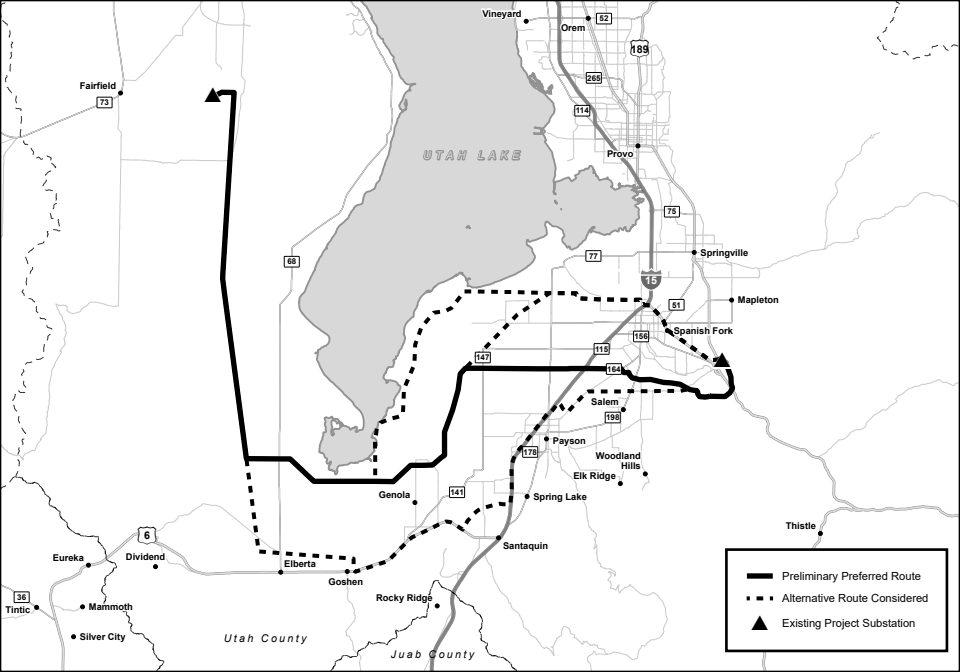 Vineyard
52
Orem
189
265
Fairfield
73
114
UTAH LAKE
Provo
75
77
Springville
68
15
Mapleton
51
Spanish Fork
156
115
147
164
Salem
198
Payson
178
Woodland
Hills
Elk Ridge
141
Genola
Spring Lake
6
Thistle
Santaquin
Eureka
Dividend
Elberta
Goshen
36
Tintic
Mammoth
Rocky Ridge
Silver City
Utah County
Juab County
Preliminary Preferred Route
Alternative Route Considered
Existing Project Substation